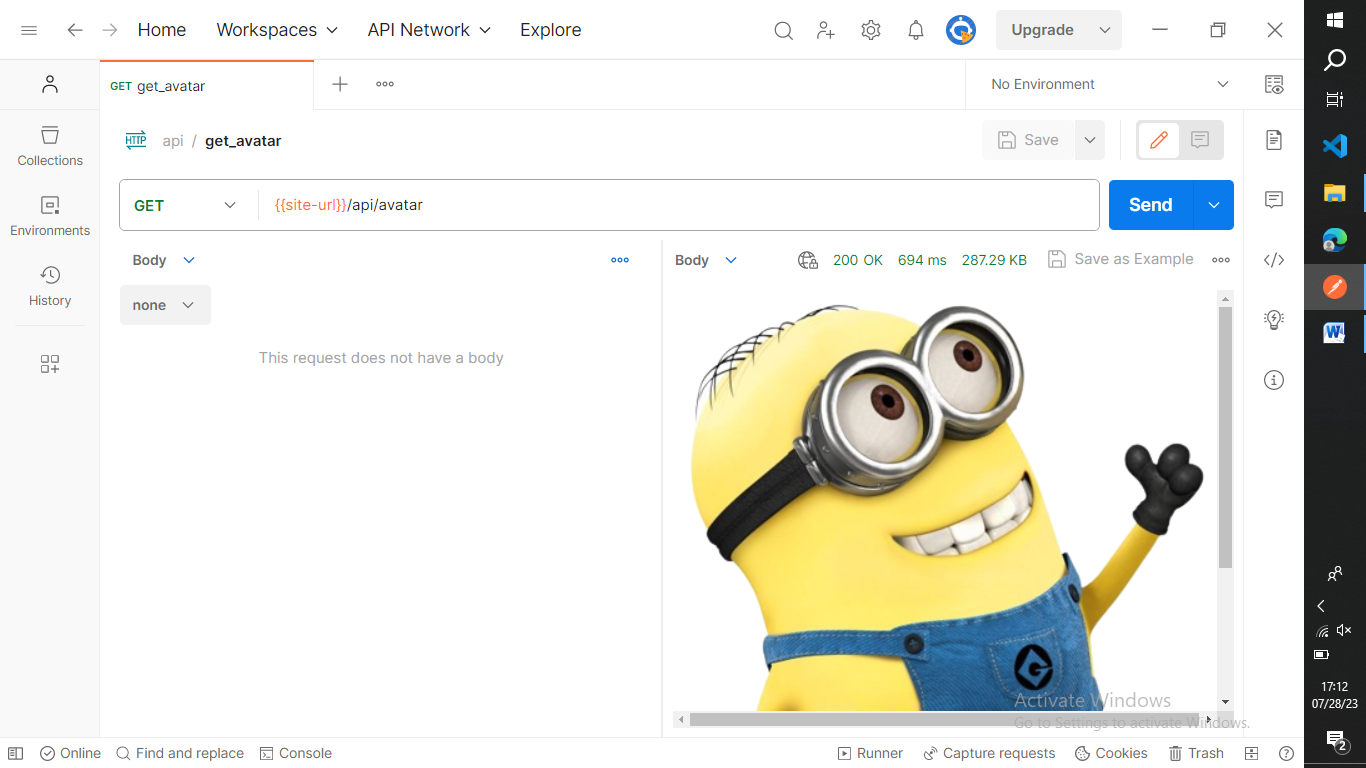 Home Workspaces API Network Explore Upgrade
GET get_avatar No Environment
HTTP api / get_avatar Save
Collections
GET {{site-url}}/api/avatar Send
Environments
Body Body 200 OK 694 ms 287.29 KB Save as Example
History
none
This request does not have a body
G
Activate Windows
Go to Settings to activate Windows.
Online Find and replace Console Runner Capture requests Cookies Trash
W
17:12
07/28/23
2